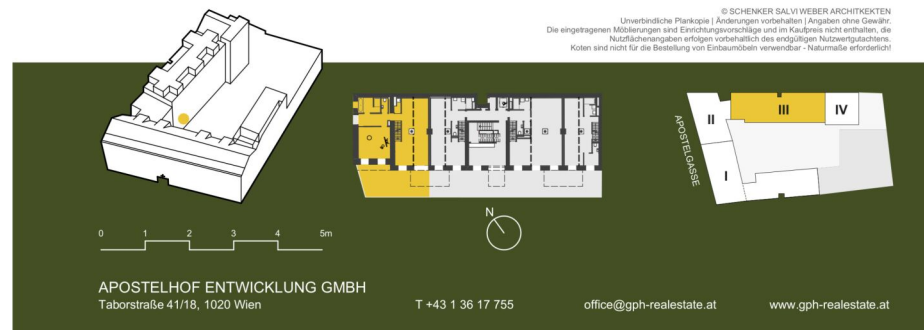 © SCHENKER SALVI WEBER ARCHITKEKTEN
Unverbindliche Plankopie | Änderungen vorbehalten | Angaben ohne Gewähr.
Die eingetragenen Möblierungen sind Einrichtungsvorschläge und im Kaufpreis nicht enthalten, die
Nutzflächenangaben erfolgen vorbehaltlich des endgültigen Nutzwertgutachtens.
Koten sind nicht für die Bestellung von Einbaumöbeln verwendbar - Naturmaße erforderlich!
II
III
IV
APOSTELGASSE
I
N
0 1 2 3 4 5m
APOSTELHOF ENTWICKLUNG GMBH
Taborstraße 41/18, 1020 Wien
T +43 1 36 17 755
office@gph-realestate.at
www.gph-realestate.at